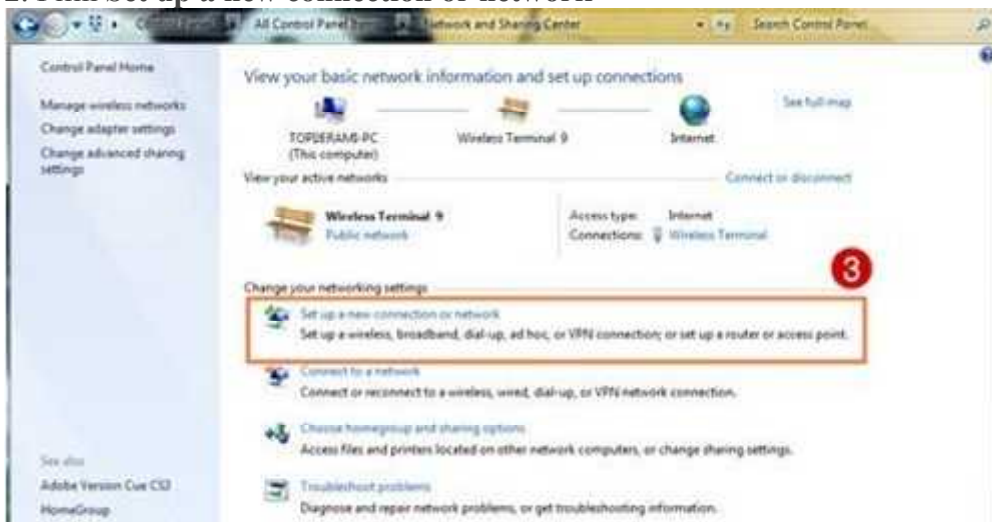 All Control Panel
Network and Sharing Center
Search Control Panel
Control Panel Home
Manage wireless networks
Change adapter settings
Change advanced sharing
settings
View your basic network information and set up connections
See full map
(This computer)
Wireless Terminal 9
Internet
View your active networks
Connect or disconnect
Wireless Terminal 9
Public network
Access type: Internet
Connections: Wireless Terminal
3
Change your networking settings
Set up a new connection or network
Set up a wireless, broadband, dial-up, ad hoc, or VPN connection; or set up a router or access point.
Connect to a network
Connect or reconnect to a wireless, wired, dial-up, or VPN network connection.
Choose homegroup and sharing options
Access files and printers located on other network computers, or change sharing settings.
Troubleshoot problems
Diagnose and repair network problems, or get troubleshooting information.
See also
Adobe Version Cue CS3
HomeGroup